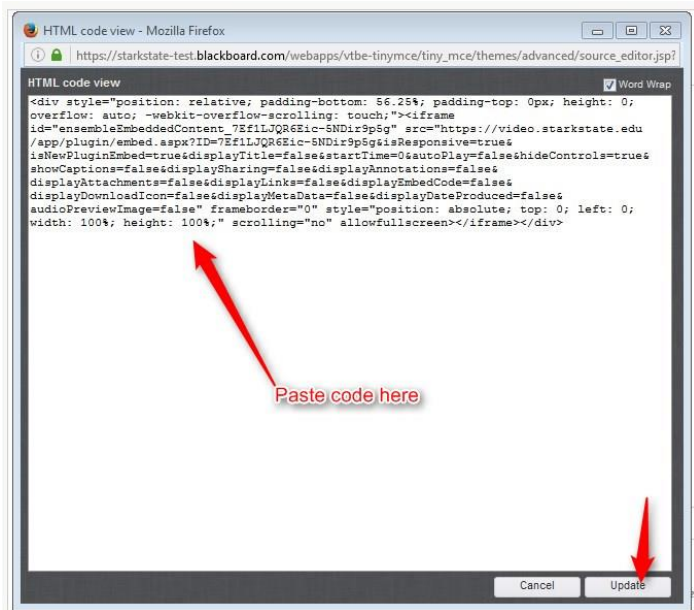 HTML code view - Mozilla Firefox
https://starkstate-test.blackboard.com/webapps/vtbe-tinymce/tiny_mce/themes/advanced/source_editor.jsp?
HTML code view
Word Wrap
<div style="position: relative; padding-bottom: 56.25%; padding-top: 0px; height: 0;
overflow: auto; -webkit-overflow-scrolling: touch;"><iframe
id="ensembleEmbeddedContent_7Ef1LJQR6Eic-5NDir9p5g" src="https://video.starkstate.edu
/app/plugin/embed.aspx?ID=7Ef1LJQR6Eic-5NDir9p5g&isResponsive=true&
isNewPluginEmbed=true&displayTitle=false&startTime=0&autoPlay=false&hideControls=true&
showCaptions=false&displaySharing=false&displayAnnotations=false&
displayAttachments=false&displayLinks=false&displayEmbedCode=false&
displayDownloadIcon=false&displayMetaData=false&displayDateProduced=false&
audioPreviewImage=false" frameborder="0" style="position: absolute; top: 0; left: 0;
width: 100%; height: 100%;" scrolling="no" allowfullscreen></iframe></div>
Paste code here
Cancel
Update